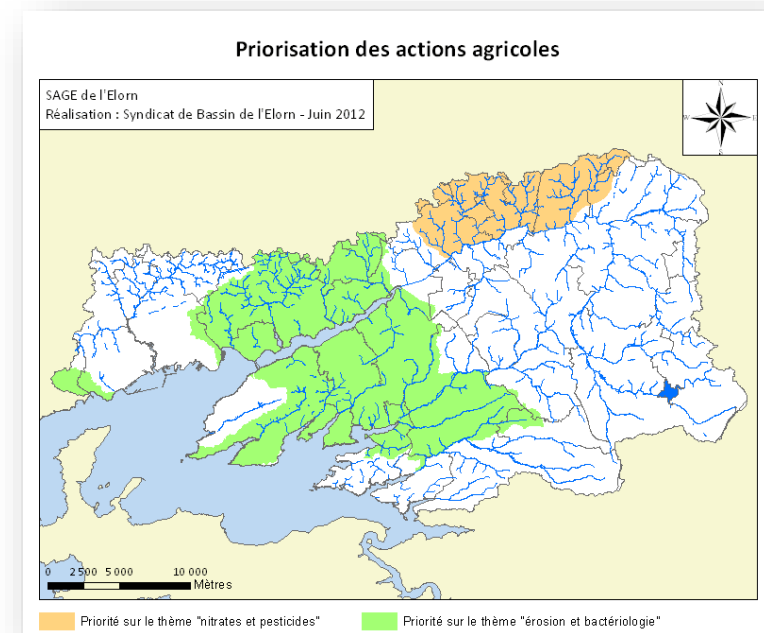 Priorisation des actions agricoles
SAGE de l'Elorn
Réalisation : Syndicat de Bassin de l'Elorn - Juin 2012
N
W E
S
0 2 500 5 000 10 000
Mètres
Priorité sur le thème "nitrates et pesticides"
Priorité sur le thème "érosion et bactériologie"